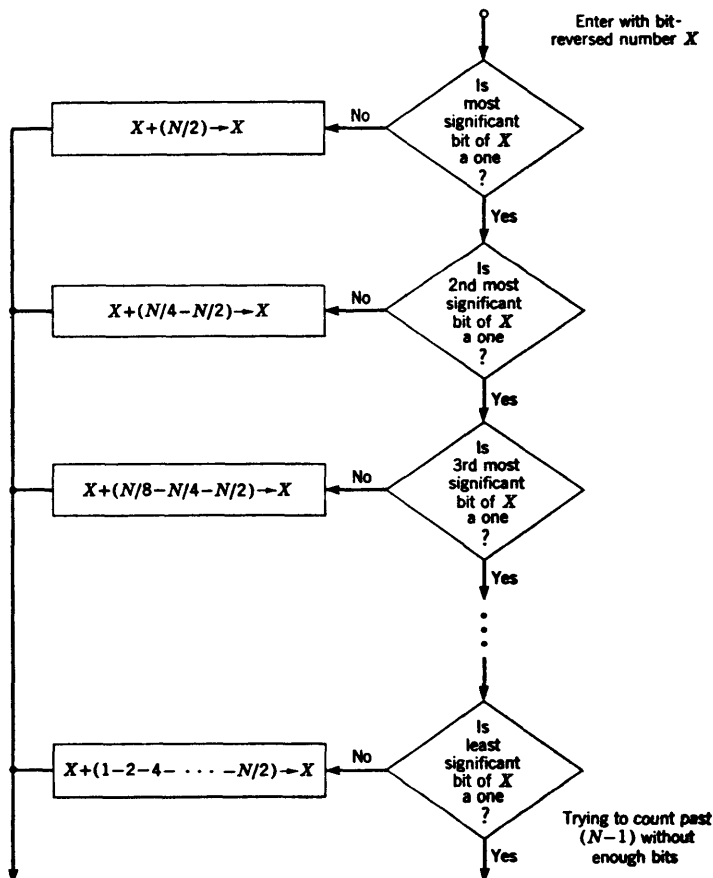 Enter with bit-
reversed number X
Is
most
significant
bit of X
a one
?
No
X+(N/2)→X
Yes
Is
2nd most
significant
bit of X
a one
?
No
X+(N/4−N/2)→X
Yes
Is
3rd most
significant
bit of X
a one
?
No
X+(N/8−N/4−N/2)→X
Yes
Is
least
significant
bit of X
a one
?
No
X+(1−2−4− · · · −N/2)→X
Yes
Trying to count past
(N−1) without
enough bits